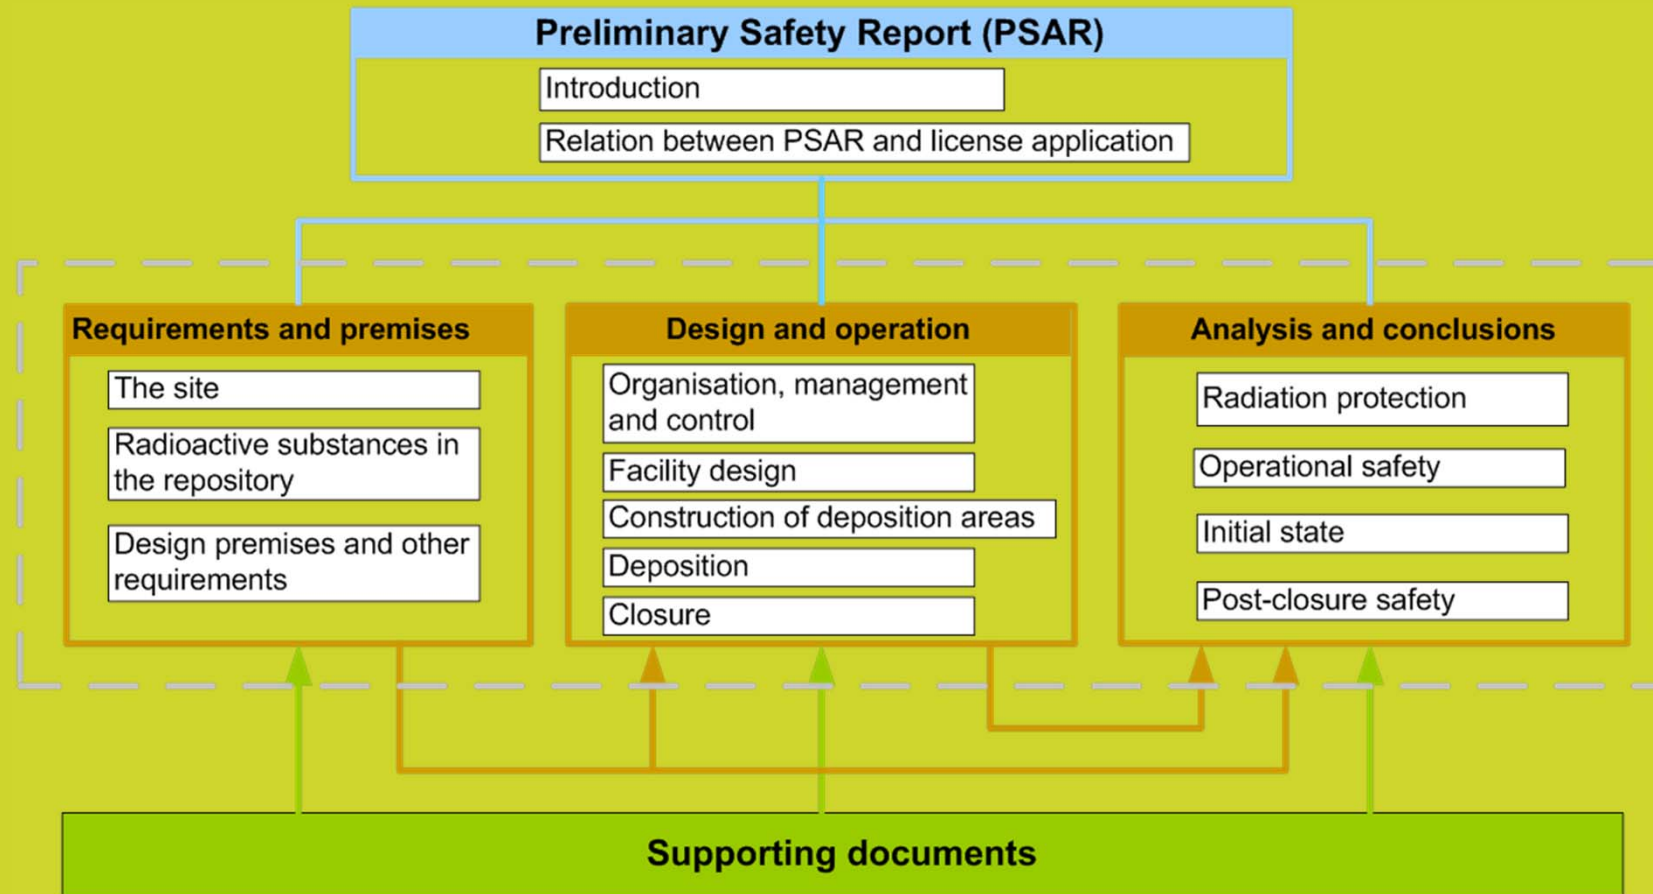 Preliminary Safety Report (PSAR)
Introduction
Relation between PSAR and license application
Requirements and premises
The site
Radioactive substances in
the repository
Design premises and other
requirements
Design and operation
Organisation, management
and control
Facility design
Construction of deposition areas
Deposition
Closure
Analysis and conclusions
Radiation protection
Operational safety
Initial state
Post-closure safety
Supporting documents